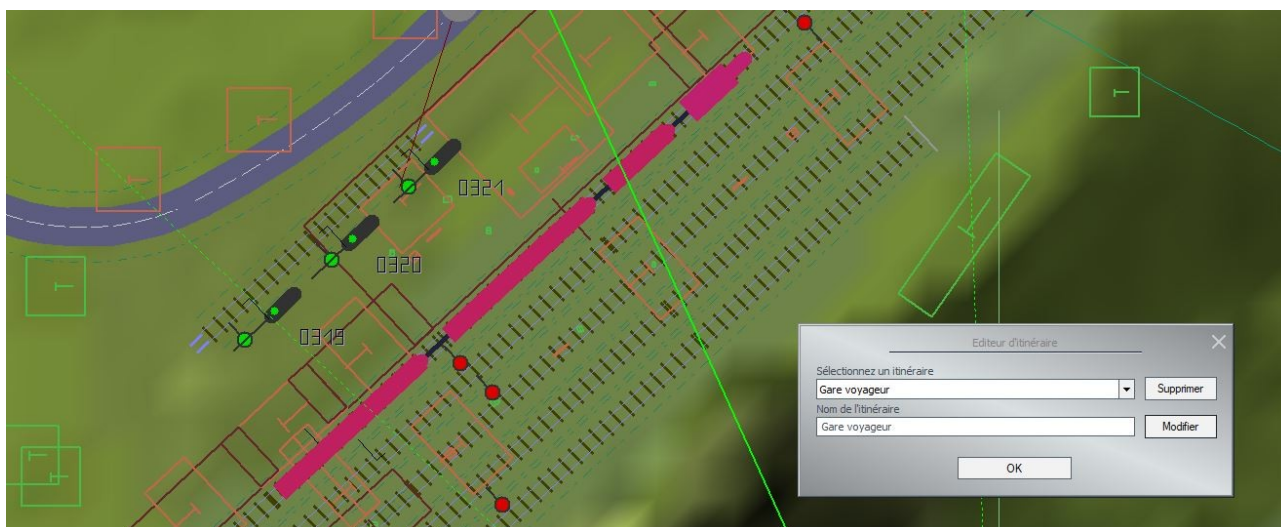 0321
0320
0319
Editeur d'itinéraire
Sélectionnez un itinéraire
Gare voyageur
Supprimer
Nom de l'itinéraire
Gare voyageur
Modifier
OK